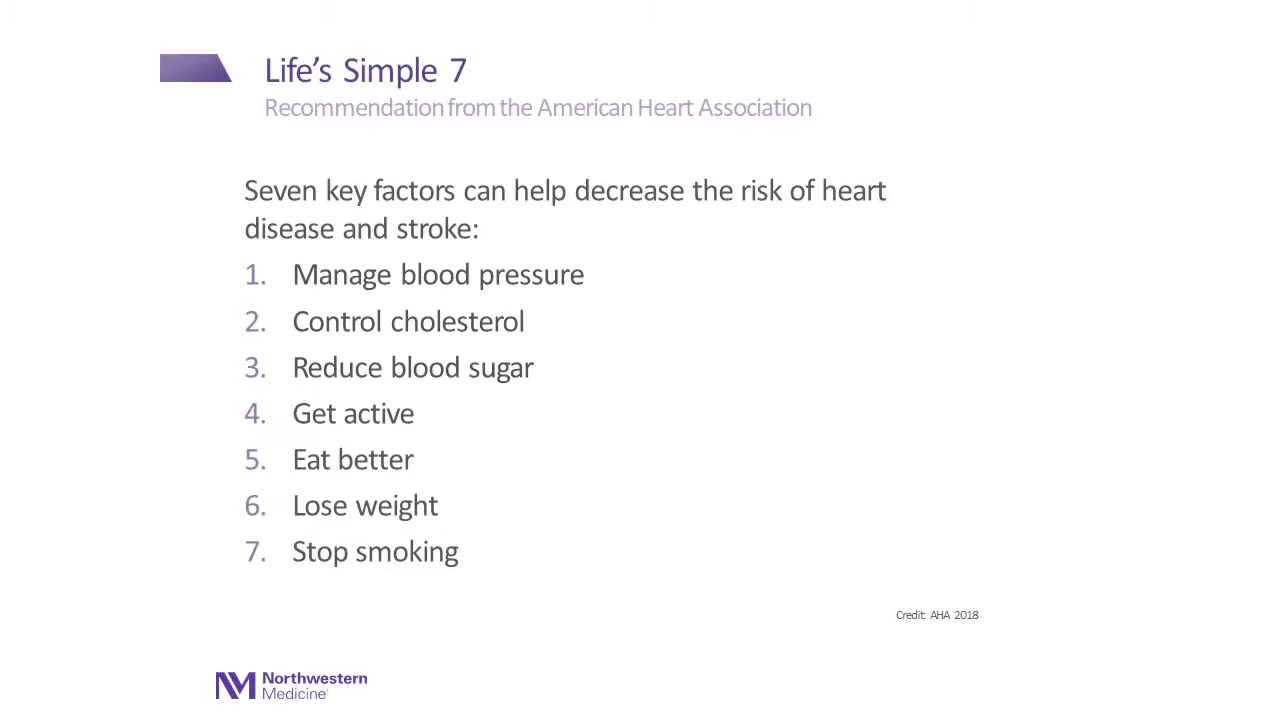 Life's Simple 7
Recommendation from the American Heart Association
Seven key factors can help decrease the risk of heart
disease and stroke:
1. Manage blood pressure
2. Control cholesterol
3. Reduce blood sugar
4. Get active
5. Eat better
6. Lose weight
7. Stop smoking
Credit: AHA 2018
NM Northwestern
Medicine®